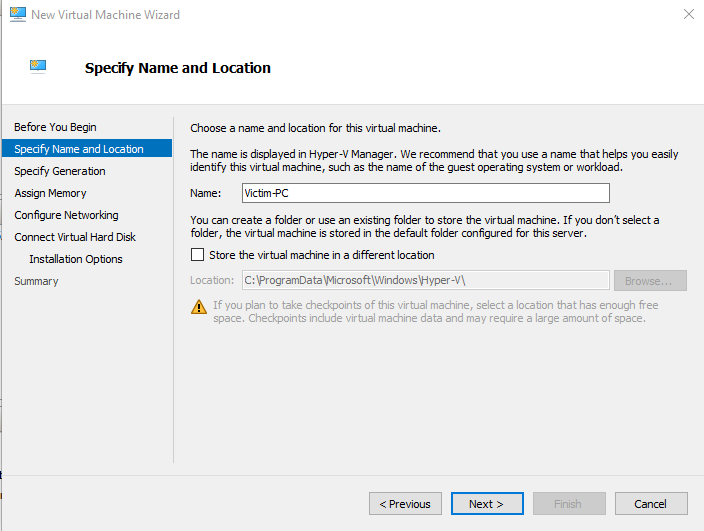 New Virtual Machine Wizard
Specify Name and Location
Before You Begin
Specify Name and Location
Specify Generation
Assign Memory
Configure Networking
Connect Virtual Hard Disk
Installation Options
Summary
Choose a name and location for this virtual machine.
The name is displayed in Hyper-V Manager. We recommend that you use a name that helps you easily
identify this virtual machine, such as the name of the guest operating system or workload.
Name: Victim-PC
You can create a folder or use an existing folder to store the virtual machine. If you don't select a
folder, the virtual machine is stored in the default folder configured for this server.
Store the virtual machine in a different location
Location: C:\ProgramData\Microsoft\Windows\Hyper-V\ Browse...
If you plan to take checkpoints of this virtual machine, select a location that has enough free
space. Checkpoints include virtual machine data and may require a large amount of space.
< Previous Next > Finish Cancel